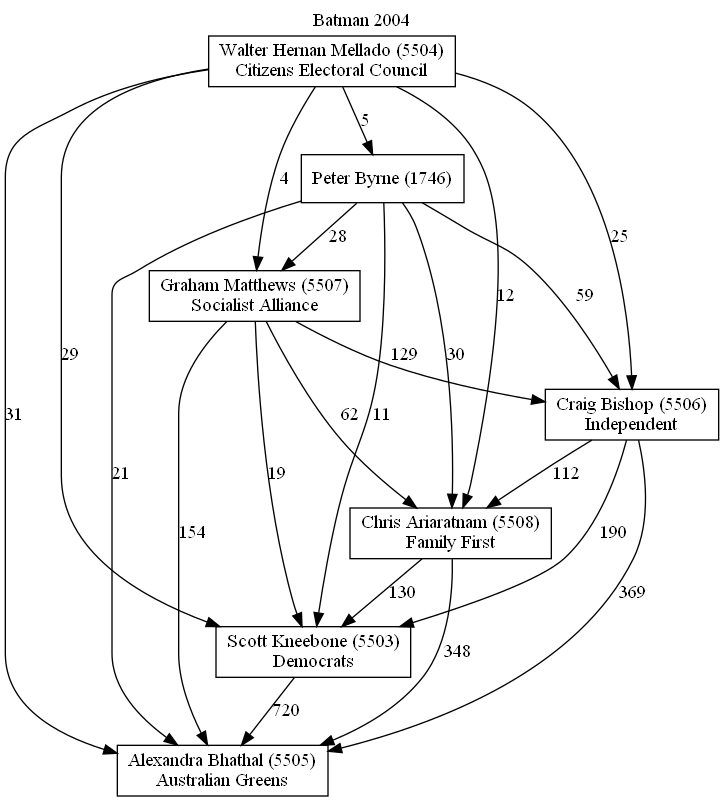 Batman 2004
Walter Hernan Mellado (5504)
Citizens Electoral Council
5
Peter Byrne (1746)
4
28
25
Graham Matthews (5507)
Socialist Alliance
12
59
29
129
30
31
62
11
Craig Bishop (5506)
Independent
21
19
112
154
Chris Ariaratnam (5508)
Family First
190
130
369
Scott Kneebone (5503)
Democrats
348
720
Alexandra Bhathal (5505)
Australian Greens